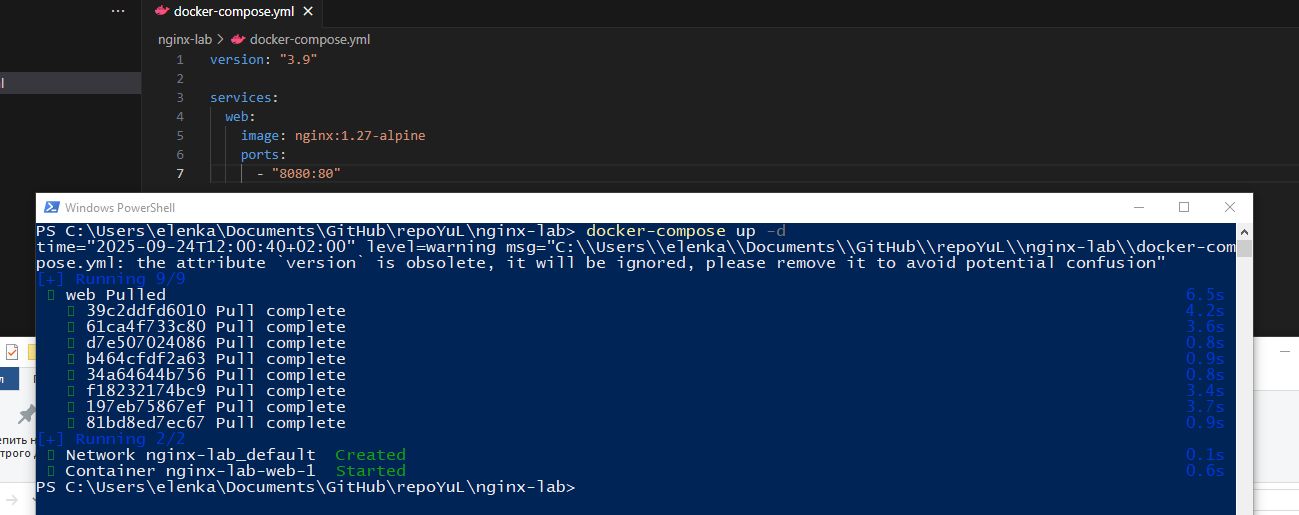 docker-compose.yml
nginx-lab > docker-compose.yml
1 version: "3.9"
2
3 services:
4 web:
5 image: nginx:1.27-alpine
6 ports:
7 - "8080:80"
Windows PowerShell
PS C:\Users\elenka\Documents\GitHub\repoYuL\nginx-lab> docker-compose up -d
time="2025-09-24T12:00:40+02:00" level=warning msg="C:\\Users\\elenka\\Documents\\GitHub\\repoYuL\\nginx-lab\\docker-com
pose.yml: the attribute `version` is obsolete, it will be ignored, please remove it to avoid potential confusion"
[+] Running 9/9
web Pulled 6.5s
39c2ddfd6010 Pull complete 4.2s
61ca4f733c80 Pull complete 3.6s
d7e507024086 Pull complete 0.8s
b464cfdf2a63 Pull complete 0.9s
34a64644b756 Pull complete 0.8s
f18232174bc9 Pull complete 3.4s
197eb75867ef Pull complete 3.7s
81bd8ed7ec67 Pull complete 0.9s
[+] Running 2/2
Network nginx-lab_default Created 0.1s
Container nginx-lab-web-1 Started 0.6s
PS C:\Users\elenka\Documents\GitHub\repoYuL\nginx-lab>